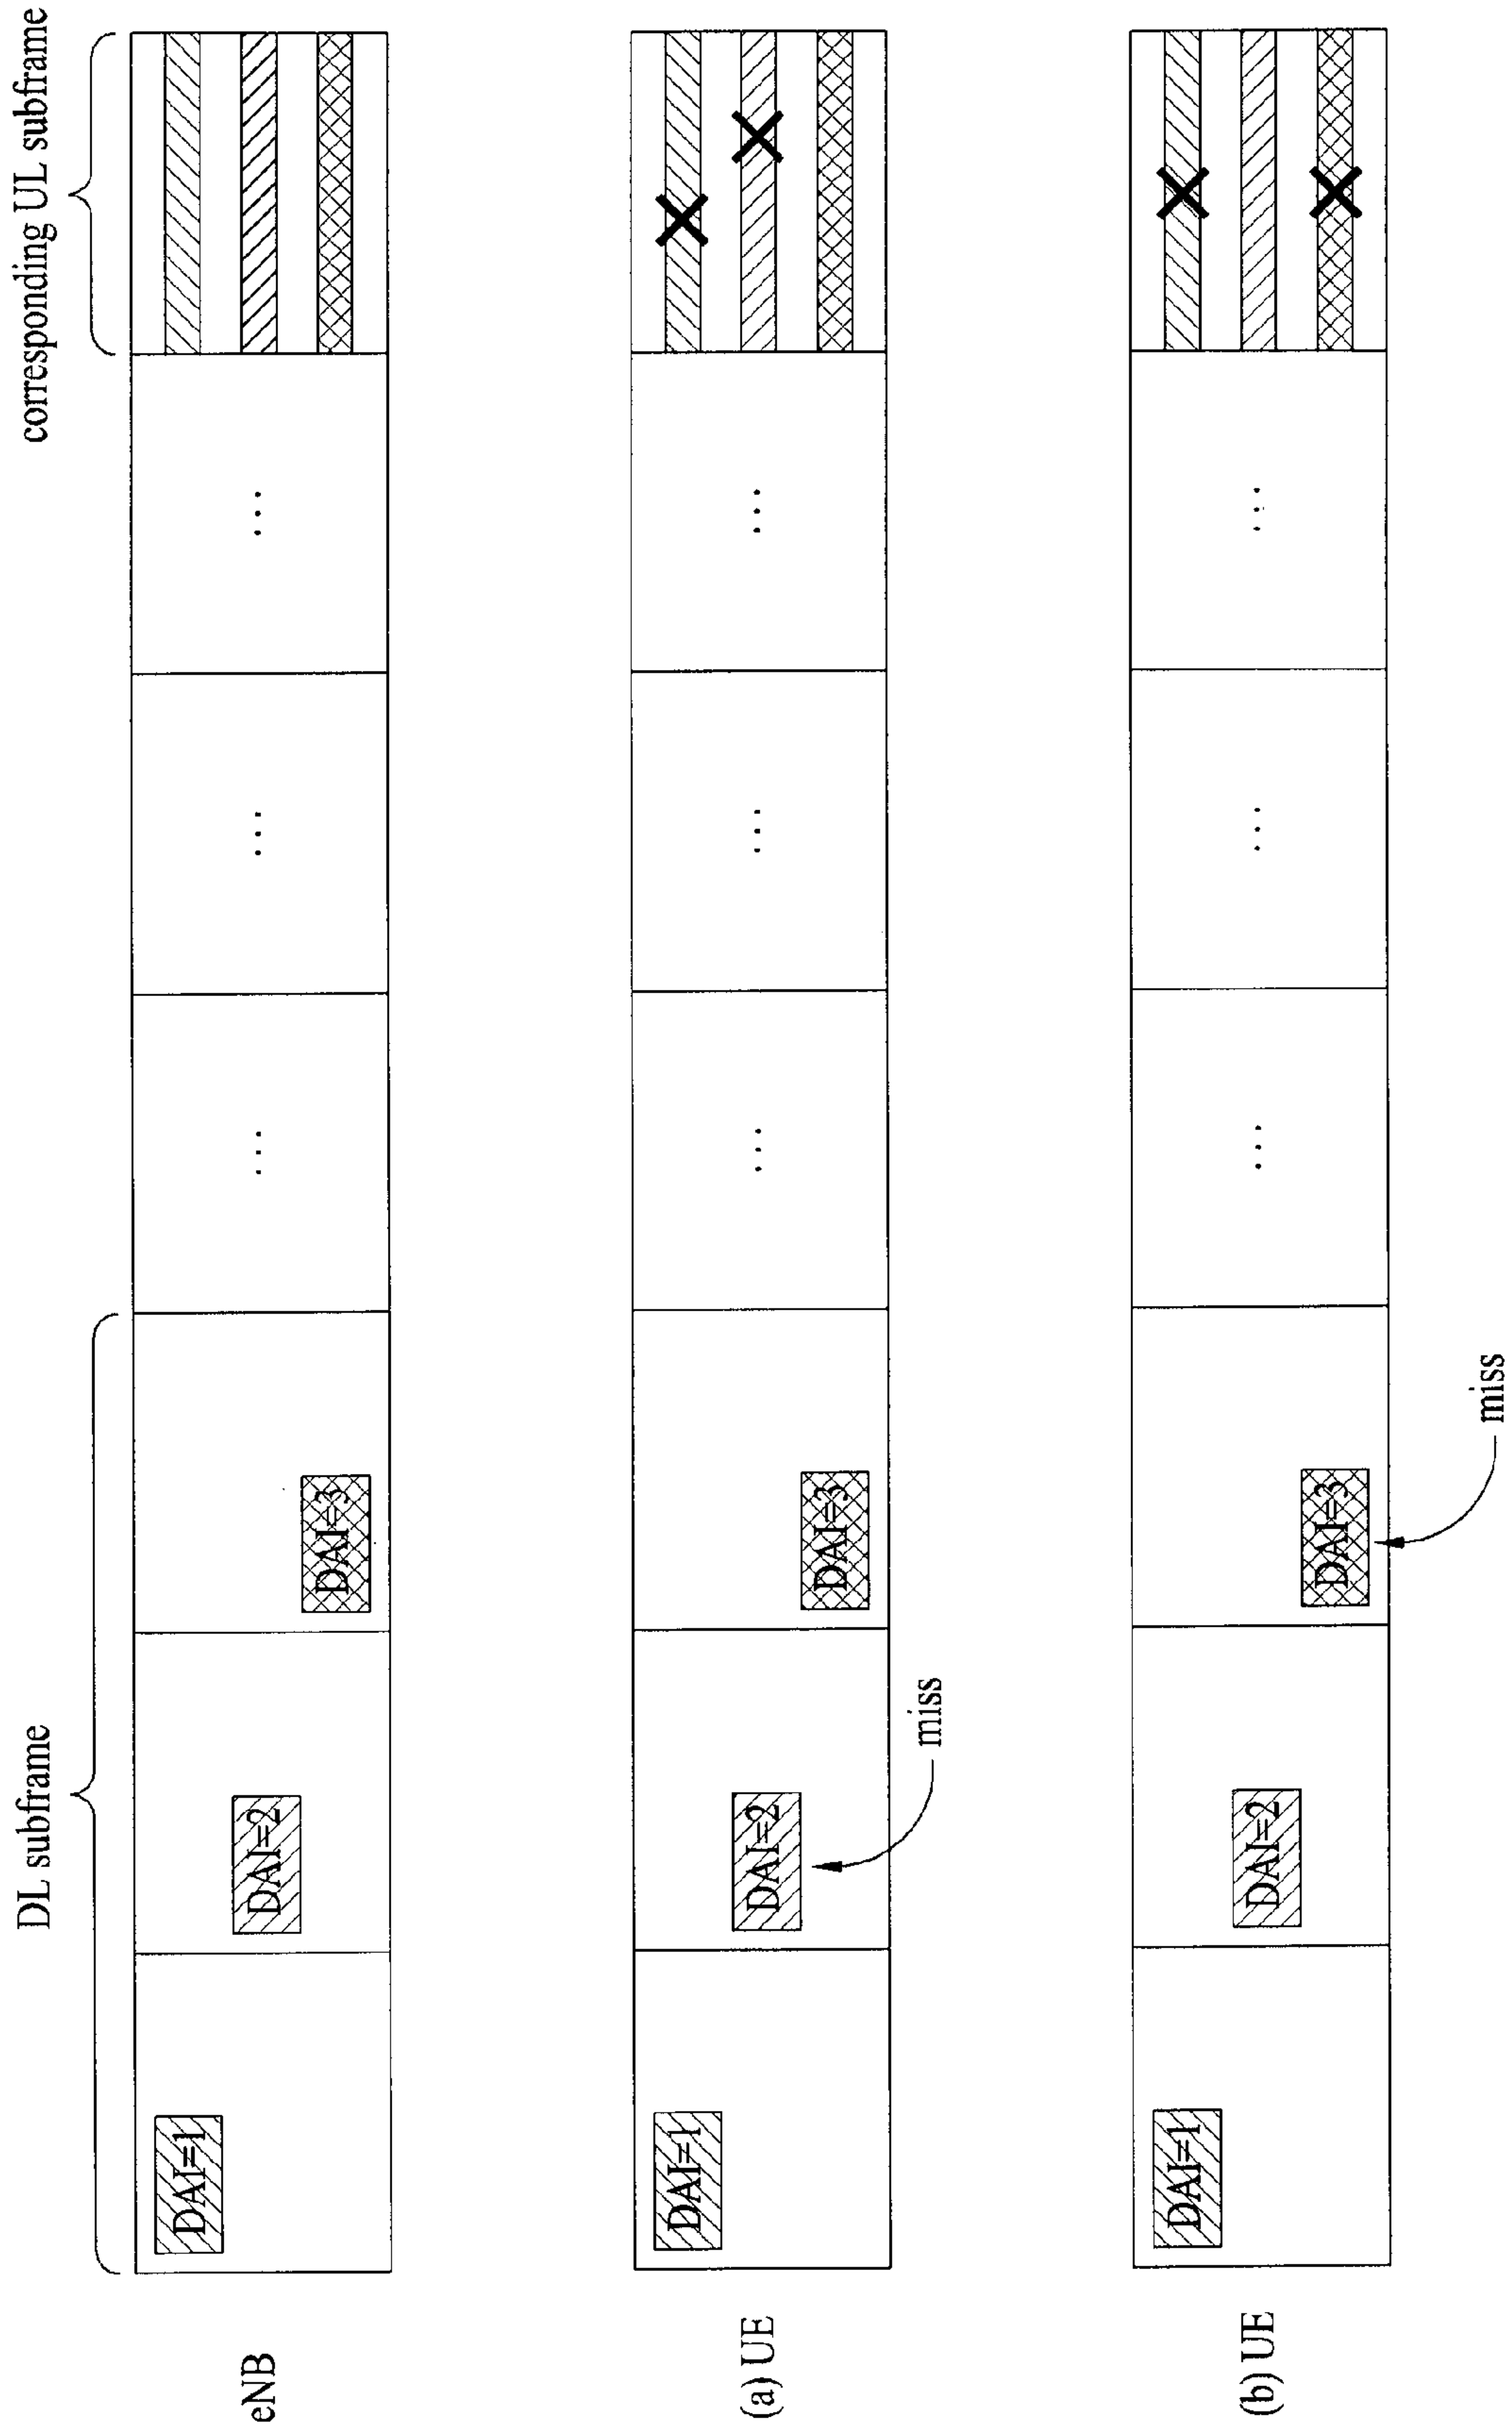 DL subframe
corresponding UL subframe
eNB
DAI=1
DAI=2
DAI=3
...
...
...
(a) UE
DAI=1
DAI=2
DAI=3
...
...
...
miss
(b) UE
DAI=1
DAI=2
DAI=3
...
...
...
miss